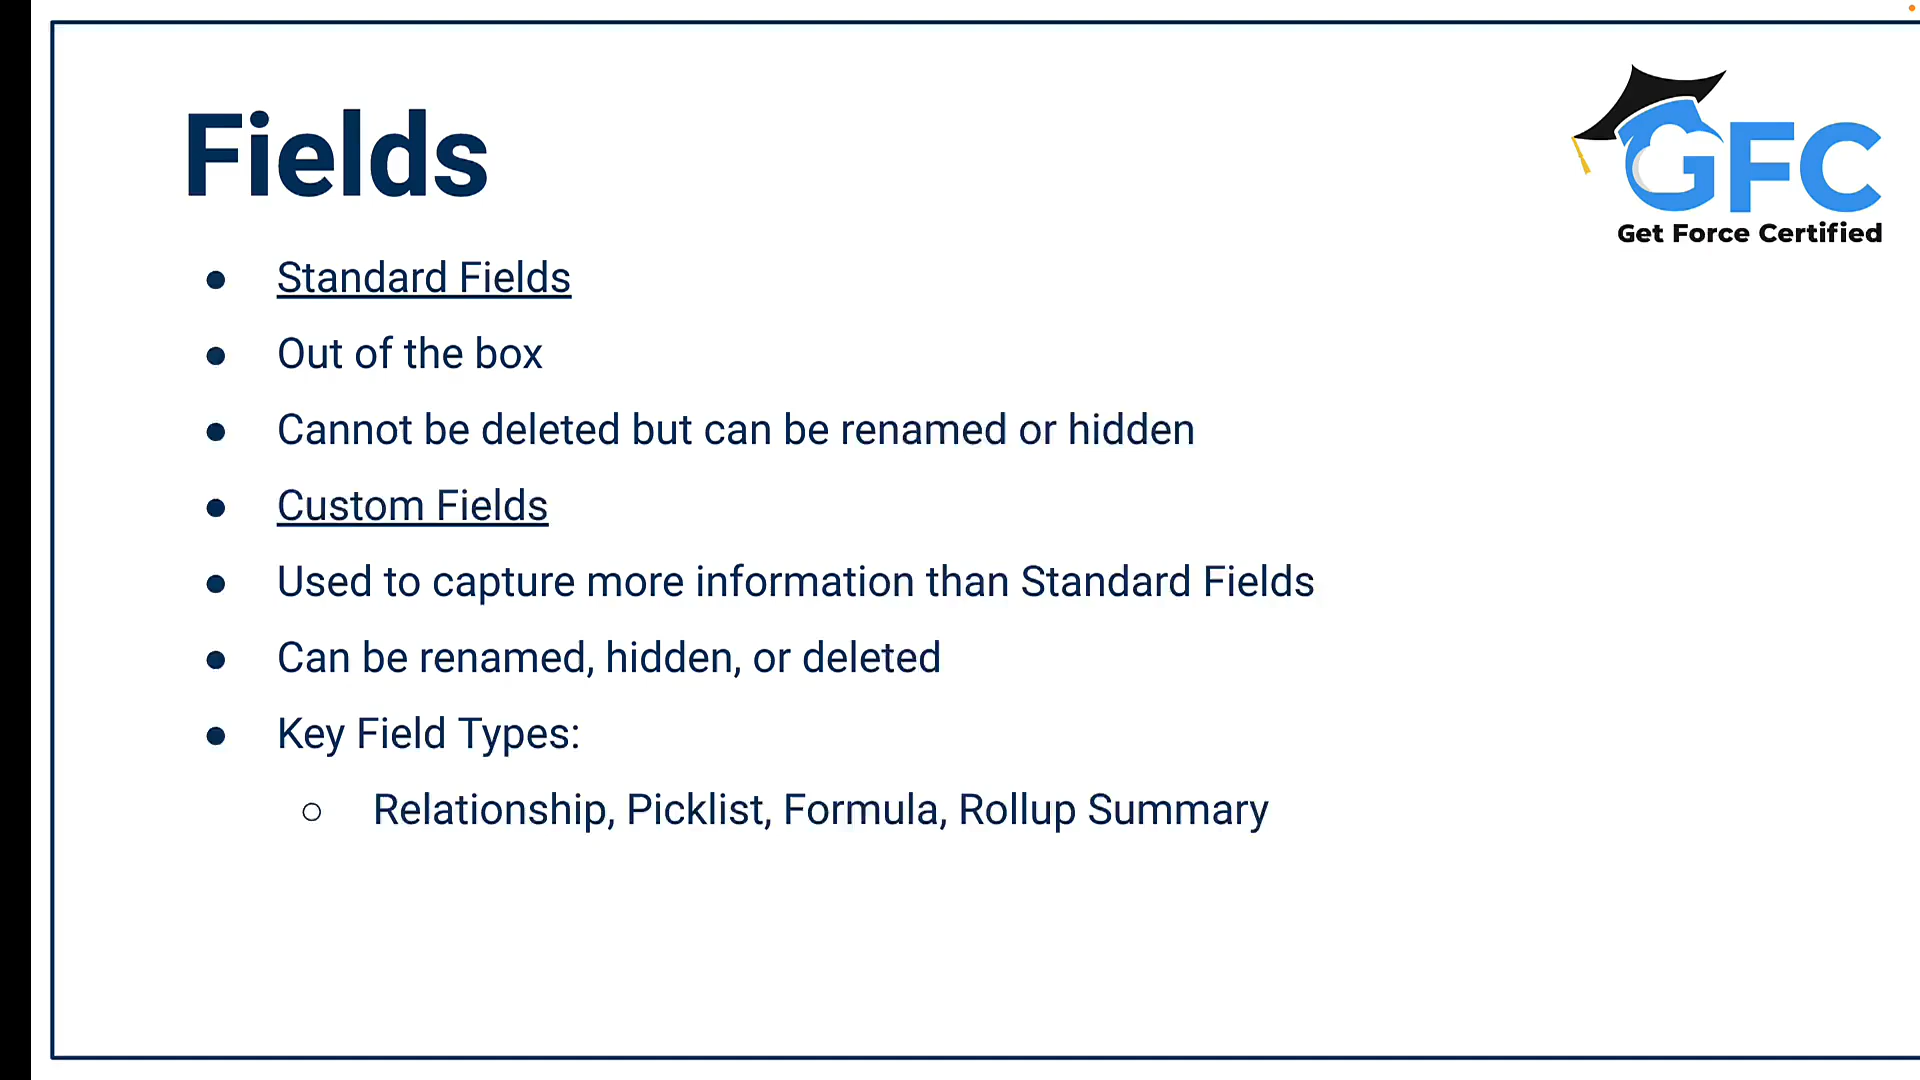 Fields
GFC
Get Force Certified
● Standard Fields
● Out of the box
● Cannot be deleted but can be renamed or hidden
● Custom Fields
● Used to capture more information than Standard Fields
● Can be renamed, hidden, or deleted
● Key Field Types:
○ Relationship, Picklist, Formula, Rollup Summary